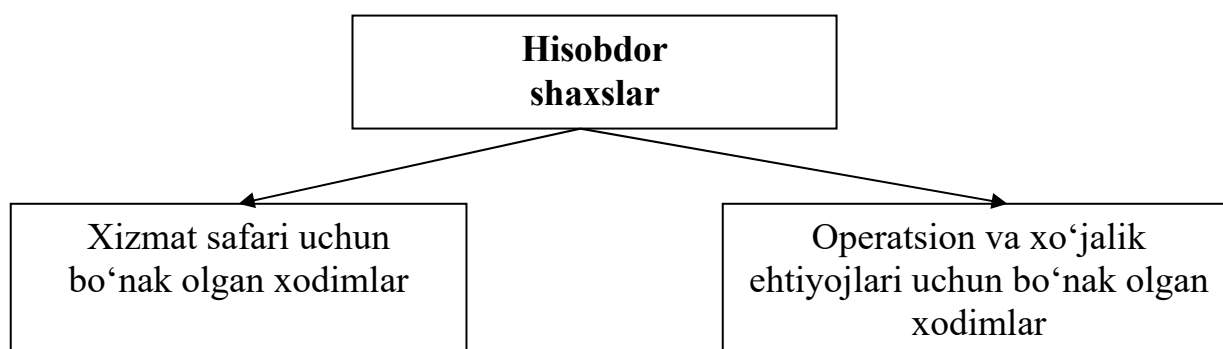 Hisobdor
shaxslar
Xizmat safari uchun
bo‘nak olgan xodimlar
Operatsion va xo‘jalik
ehtiyojlari uchun bo‘nak olgan
xodimlar